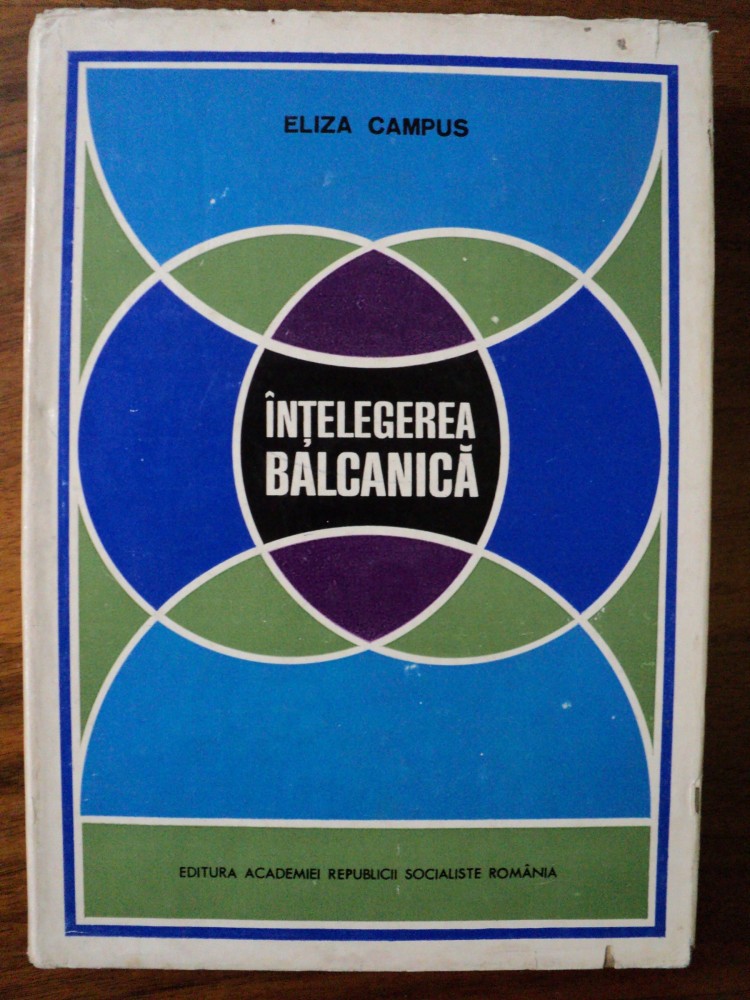 ELIZA CAMPUS
ÎNȚELEGEREA
BALCANICĂ
EDITURA ACADEMIEI REPUBLICII SOCIALISTE ROMÂNIA